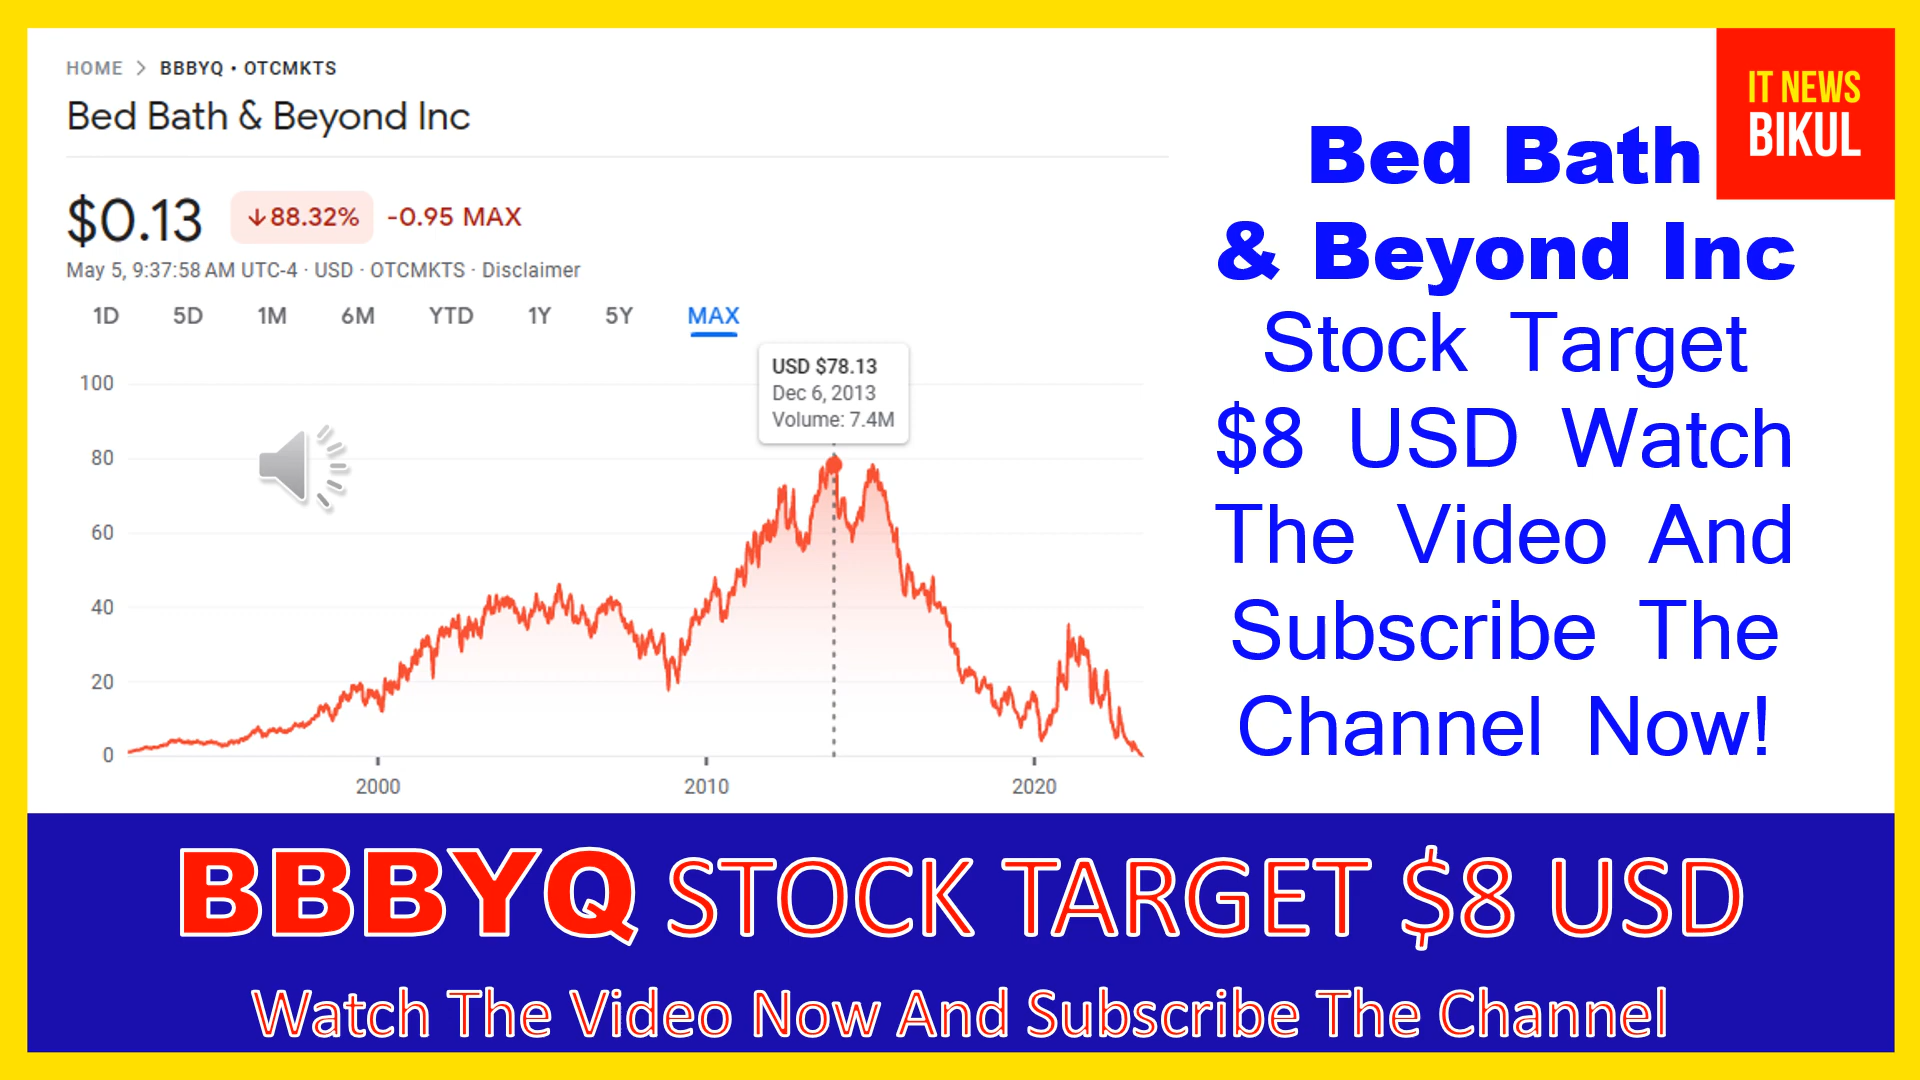 HOME > BBBYQ • OTCMKTS
Bed Bath & Beyond Inc
$0.13 ↓88.32% -0.95 MAX
May 5, 9:37:58 AM UTC-4 · USD · OTCMKTS · Disclaimer
1D 5D 1M 6M YTD 1Y 5Y MAX
USD $78.13
Dec 6, 2013
Volume: 7.4M
100
80
60
40
20
0
2000 2010 2020
IT NEWS
BIKUL
Bed Bath
& Beyond Inc
Stock Target
$8 USD Watch
The Video And
Subscribe The
Channel Now!
BBBYQ STOCK TARGET $8 USD
Watch The Video Now And Subscribe The Channel